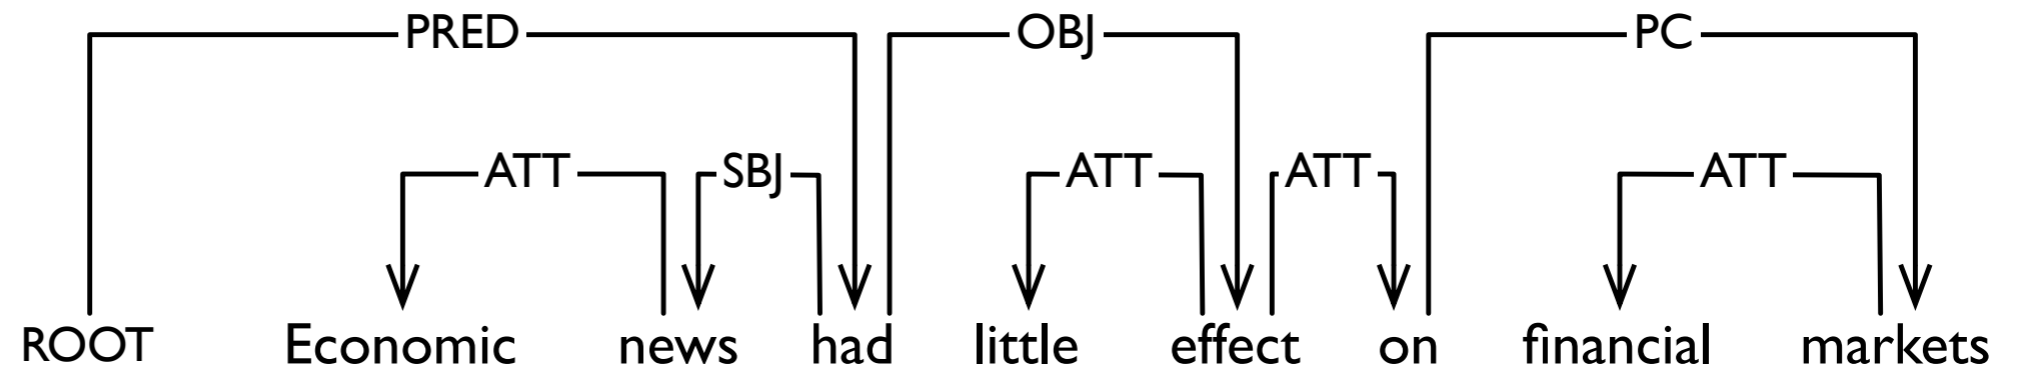 PRED OBJ PC
ATT SBJ ATT ATT ATT
ROOT Economic news had little effect on financial markets